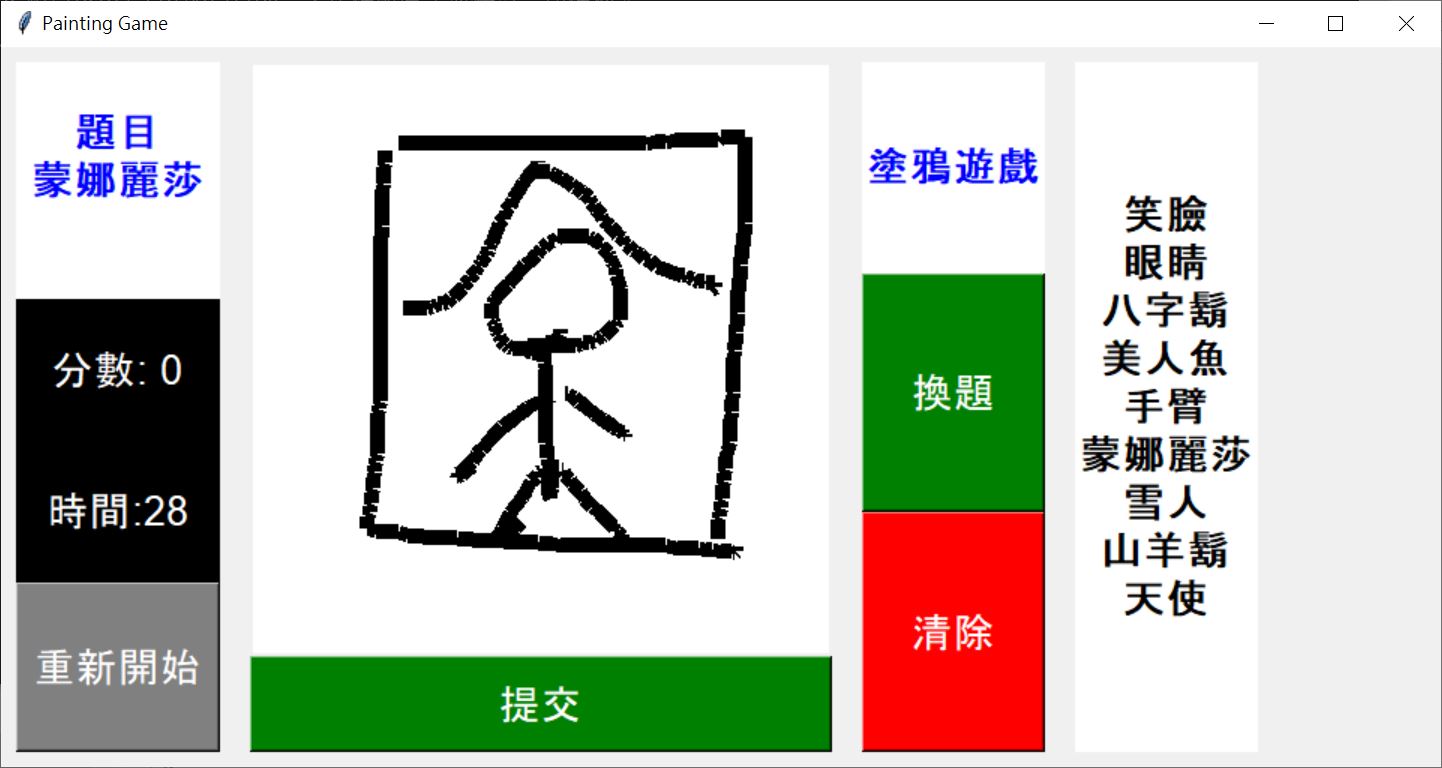 Painting Game
題目
蒙娜麗莎
分數: 0
時間:28
重新開始
提交
塗鴉遊戲
換題
清除
笑臉
眼睛
八字鬍
美人魚
手臂
蒙娜麗莎
雪人
山羊鬍
天使